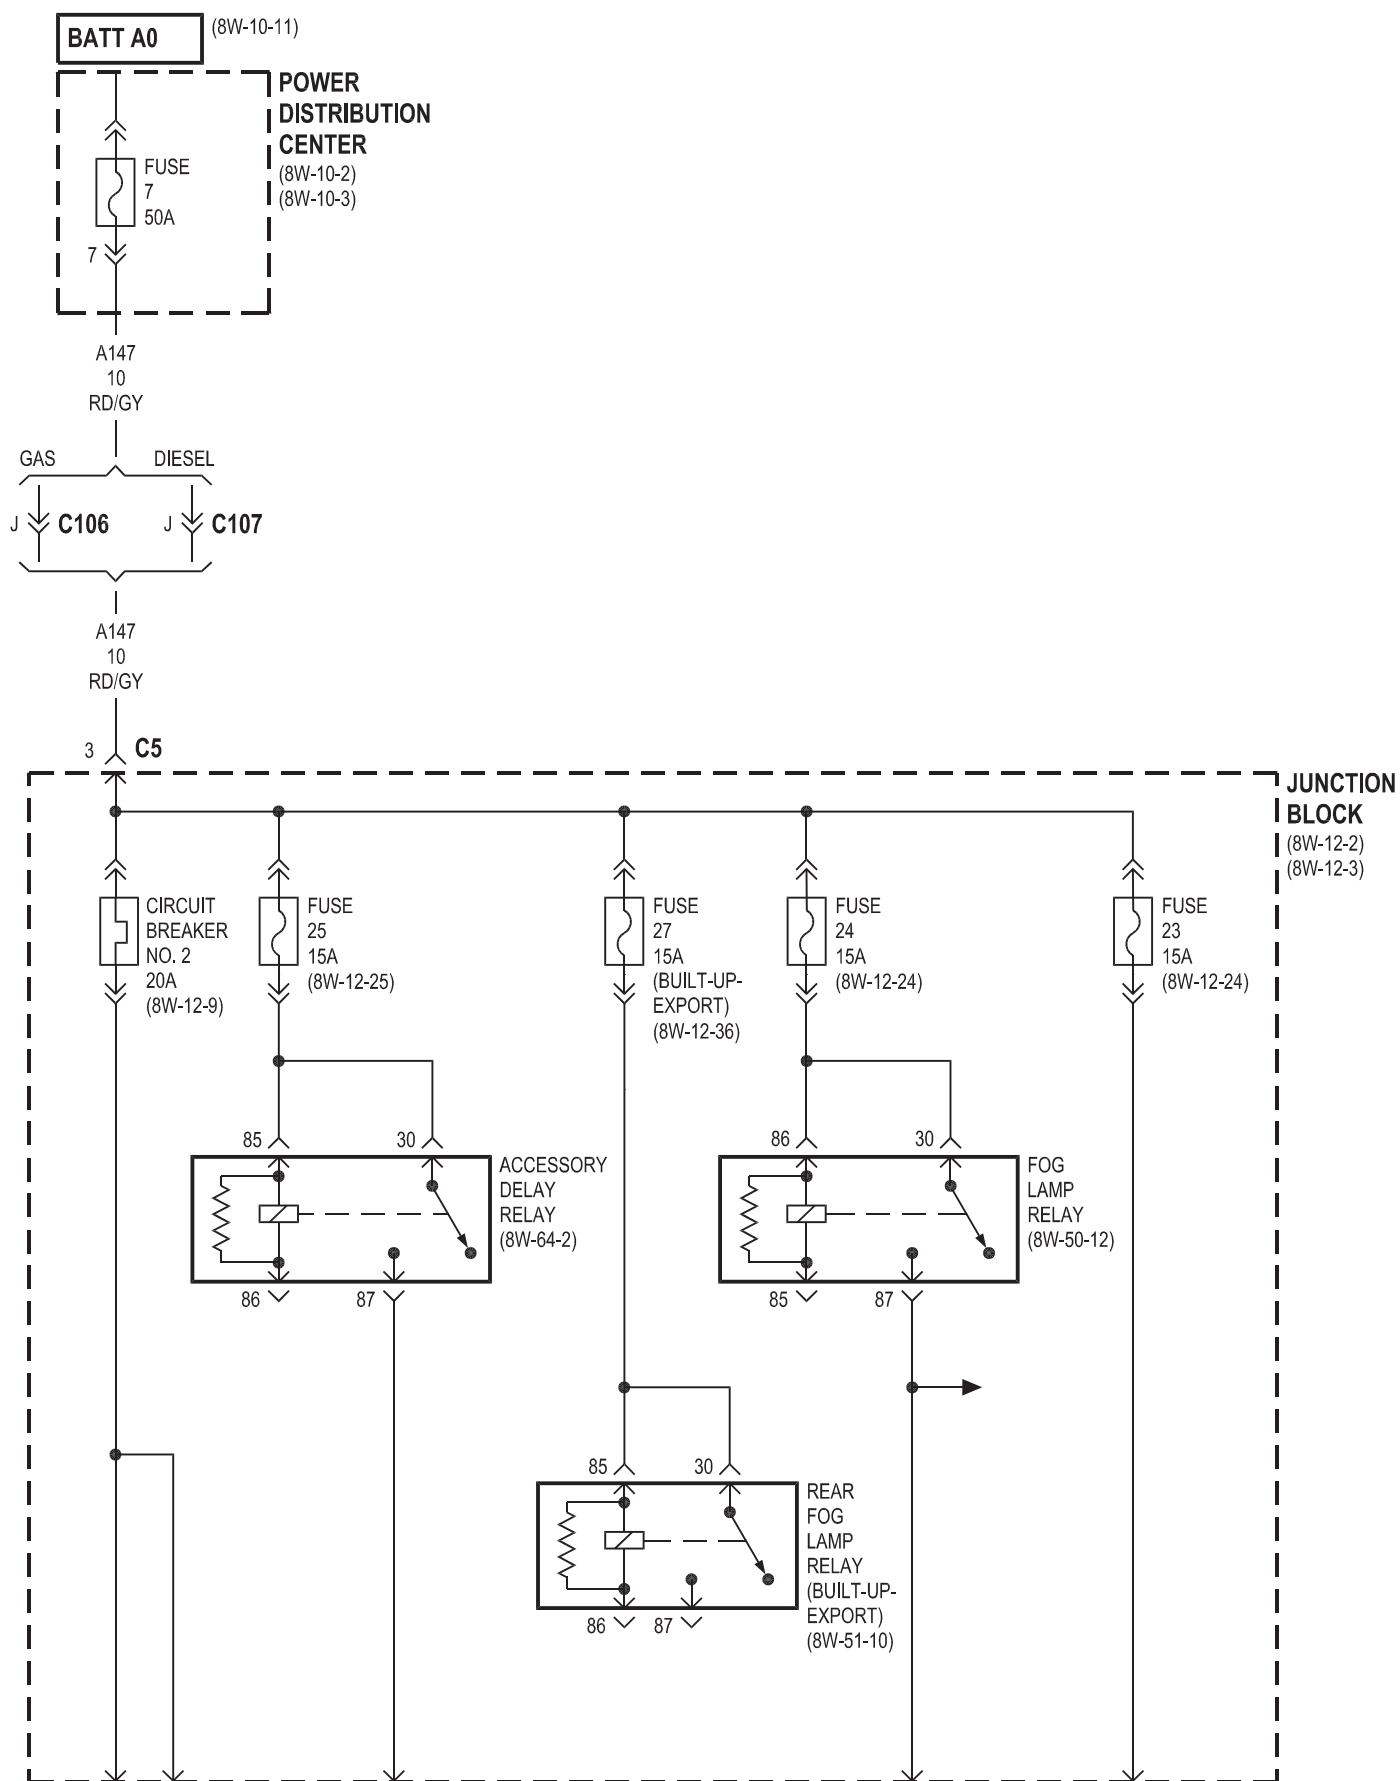 BATT A0
(8W-10-11)
POWER
DISTRIBUTION
CENTER
(8W-10-2)
(8W-10-3)
FUSE
7
50A
7
A147
10
RD/GY
GAS
DIESEL
J
C106
J
C107
A147
10
RD/GY
3
C5
JUNCTION
BLOCK
(8W-12-2)
(8W-12-3)
CIRCUIT
BREAKER
NO. 2
20A
(8W-12-9)
FUSE
25
15A
(8W-12-25)
FUSE
27
15A
(BUILT-UP-
EXPORT)
(8W-12-36)
FUSE
24
15A
(8W-12-24)
FUSE
23
15A
(8W-12-24)
85
30
ACCESSORY
DELAY
RELAY
(8W-64-2)
86
87
86
30
FOG
LAMP
RELAY
(8W-50-12)
85
87
85
30
REAR
FOG
LAMP
RELAY
(BUILT-UP-
EXPORT)
(8W-51-10)
86
87